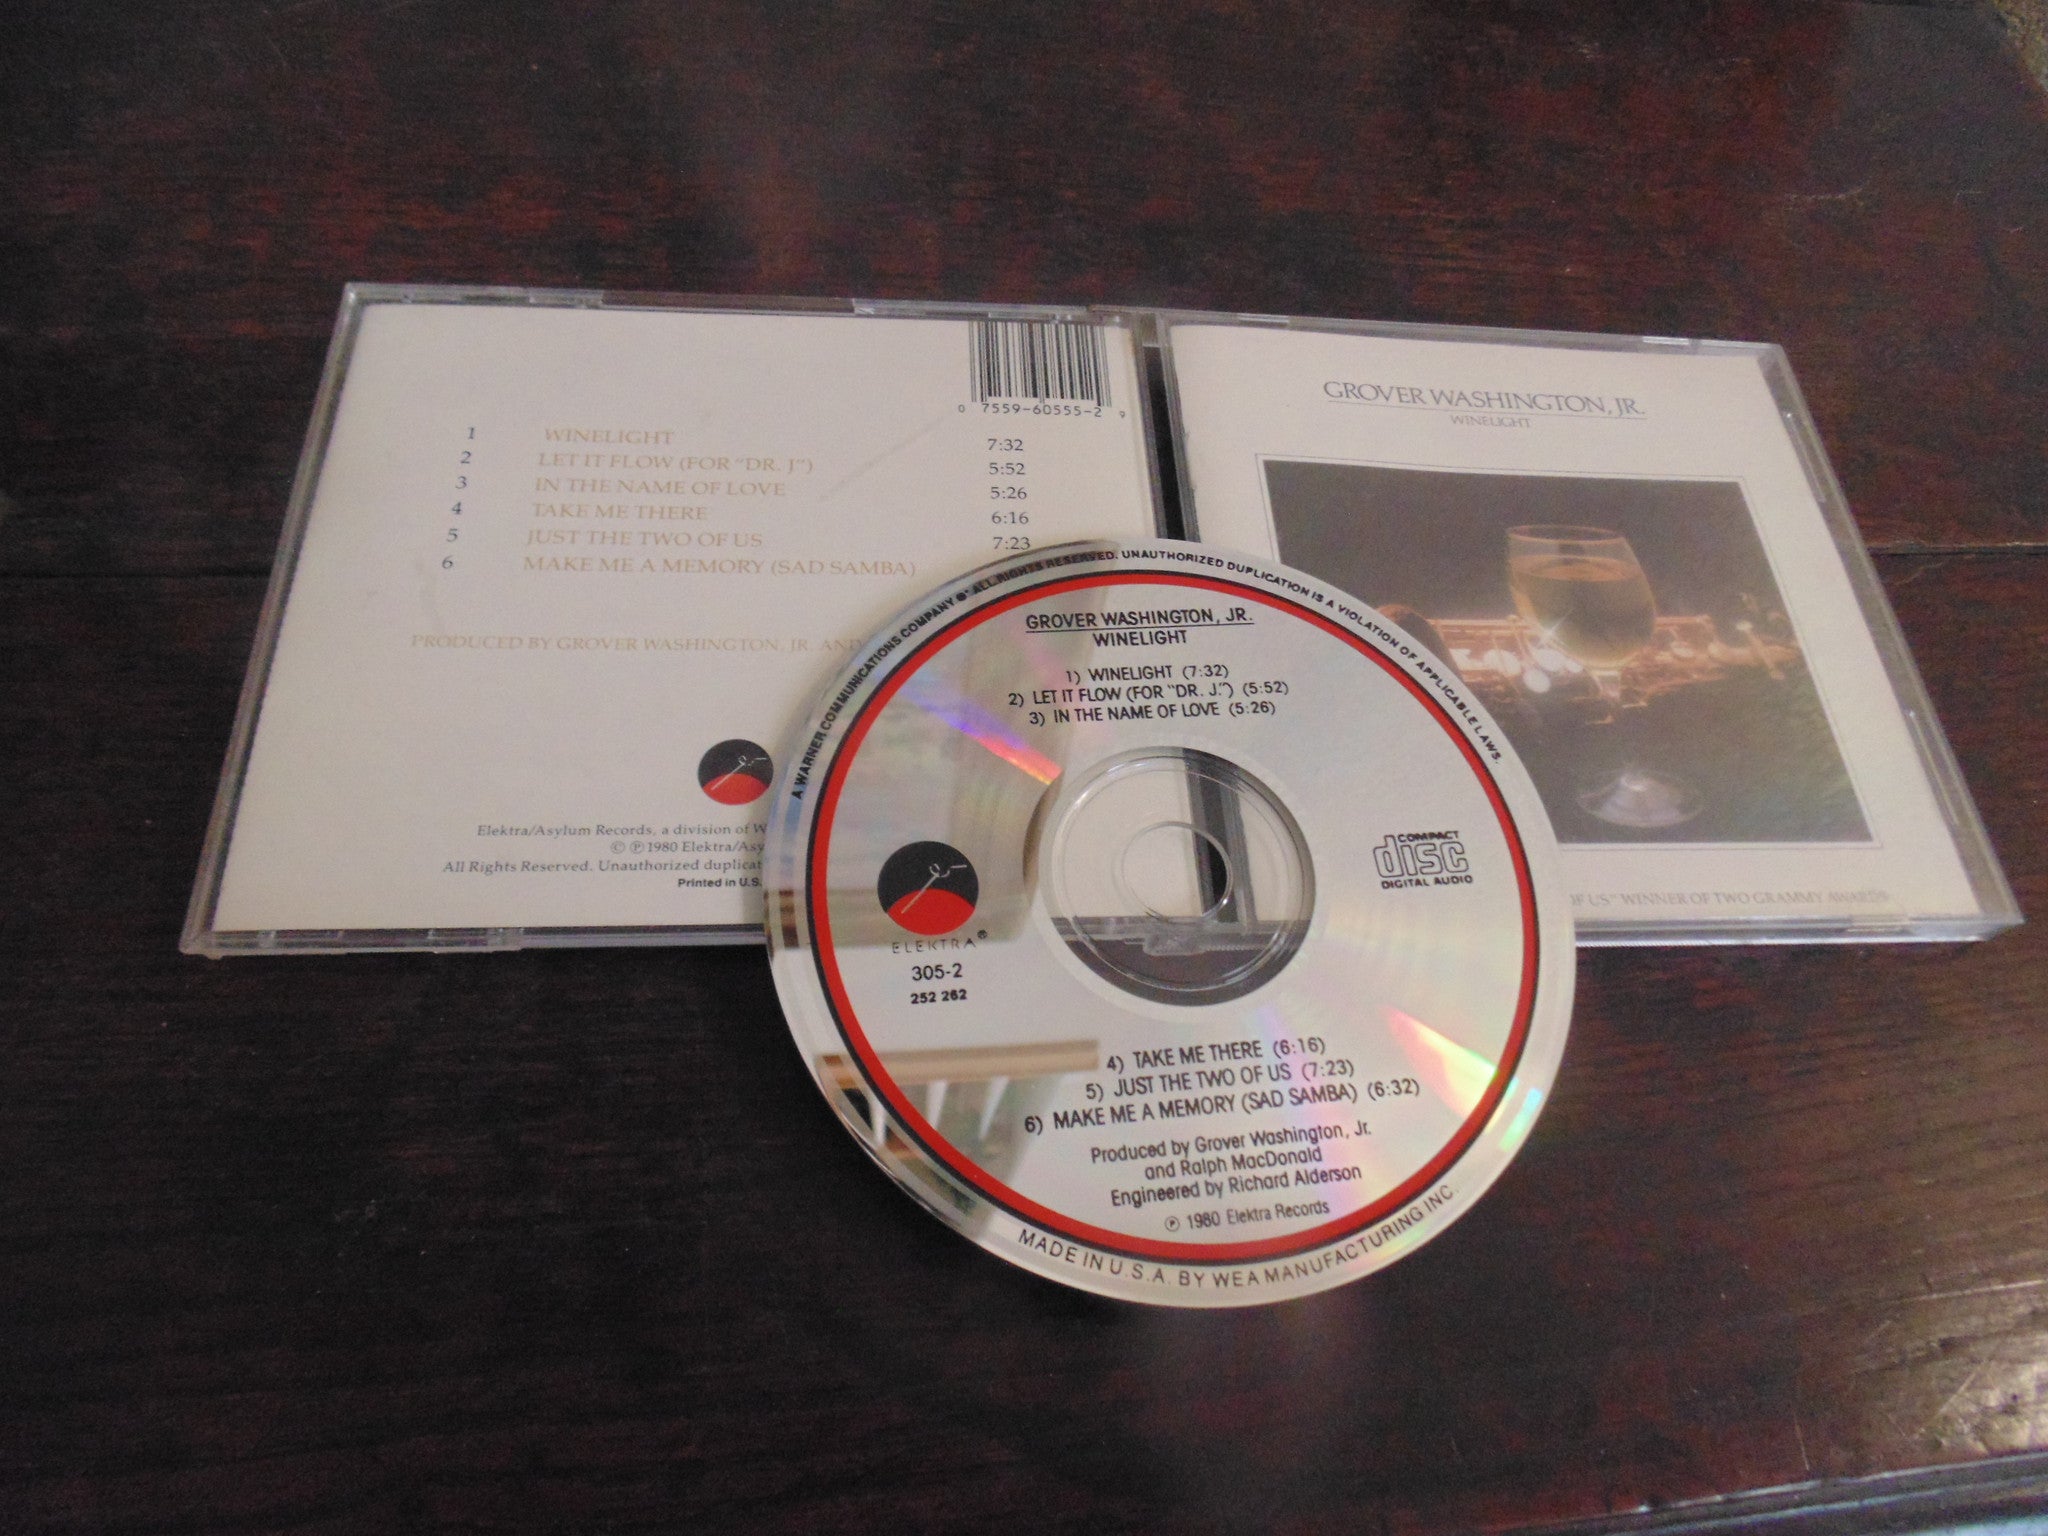 0 7559-60555-2 9
1 WINELIGHT 7:32
2 LET IT FLOW (FOR "DR. J") 5:52
3 IN THE NAME OF LOVE 5:26
4 TAKE ME THERE 6:16
5 JUST THE TWO OF US 7:23
6 MAKE ME A MEMORY (SAD SAMBA)
PRODUCED BY GROVER WASHINGTON, JR. AND
Elektra/Asylum Records, a division of
© ℗ 1980
All Rights Reserved. Unauthorized
Printed in U.S.
GROVER WASHINGTON, JR.
WINELIGHT
OF US" WINNER OF TWO GRAMMY AWARDS
A WARNER COMMUNICATIONS COMPANY ALL RIGHTS RESERVED. UNAUTHORIZED DUPLICATION IS A VIOLATION OF APPLICABLE LAWS.
GROVER WASHINGTON, JR.
WINELIGHT
1) WINELIGHT (7:32)
2) LET IT FLOW (FOR "DR. J.") (5:52)
3) IN THE NAME OF LOVE (5:26)
ELEKTRA®
305-2
252 262
COMPACT
disc
DIGITAL AUDIO
4) TAKE ME THERE (6:16)
5) JUST THE TWO OF US (7:23)
6) MAKE ME A MEMORY (SAD SAMBA) (6:32)
Produced by Grover Washington, Jr.
and Ralph MacDonald
Engineered by Richard Alderson
℗ 1980 Elektra Records
MADE IN U.S.A. BY WEA MANUFACTURING INC.